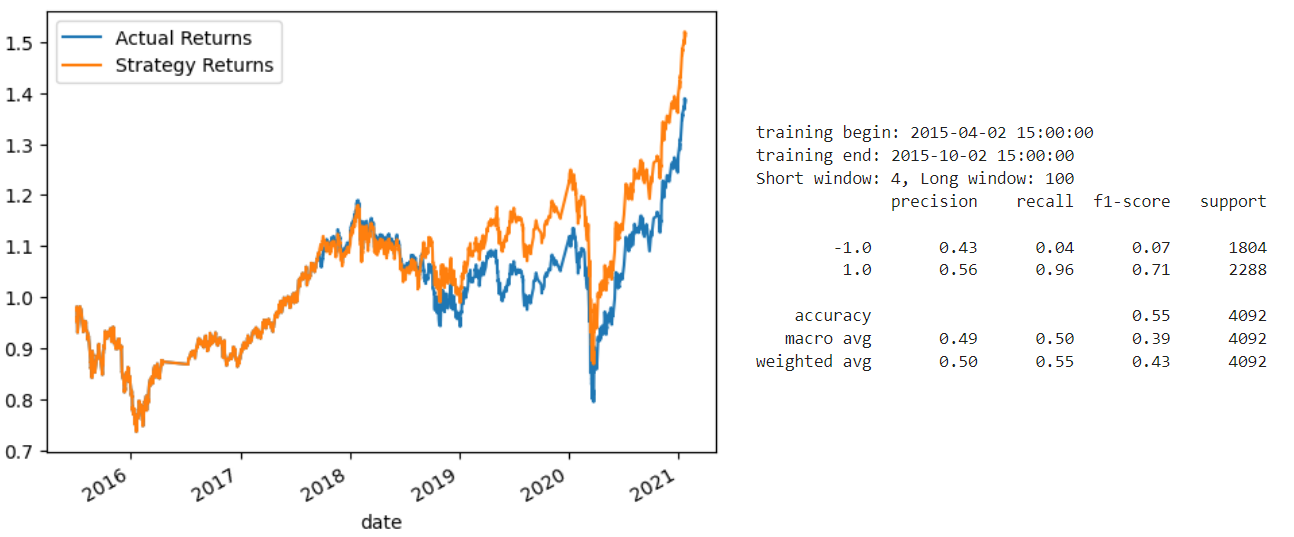 Actual Returns
Strategy Returns
1.5
1.4
1.3
1.2
1.1
1.0
0.9
0.8
0.7
2016
2017
2018
2019
2020
2021
date
training begin: 2015-04-02 15:00:00
training end: 2015-10-02 15:00:00
Short window: 4, Long window: 100
precision recall f1-score support
-1.0 0.43 0.04 0.07 1804
1.0 0.56 0.96 0.71 2288
accuracy 0.55 4092
macro avg 0.49 0.50 0.39 4092
weighted avg 0.50 0.55 0.43 4092